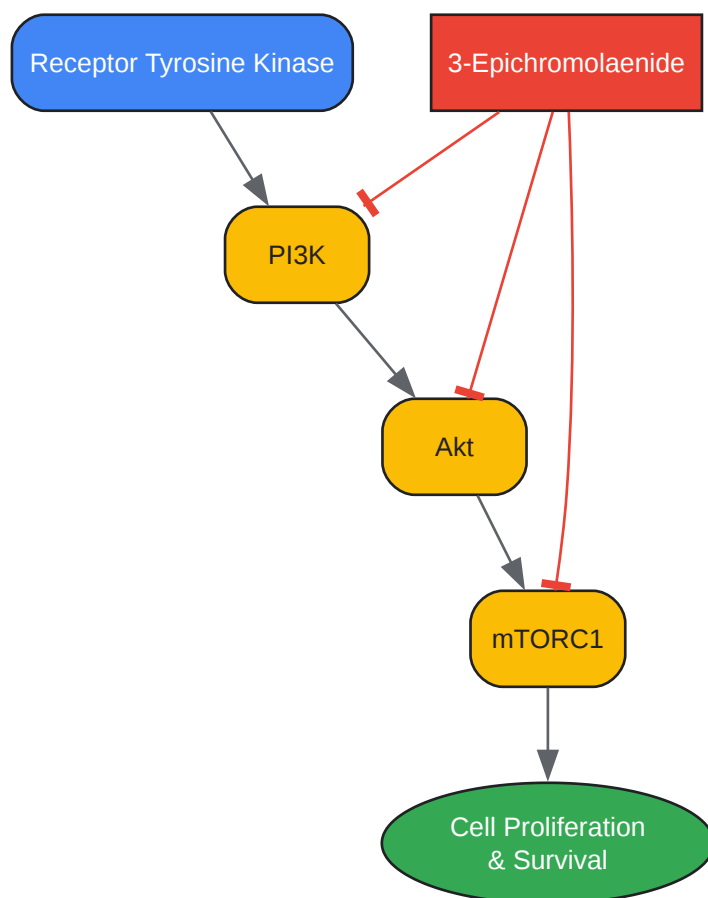 Receptor Tyrosine Kinase
3-Epichromolaenide
PI3K
Akt
mTORC1
Cell Proliferation
& Survival